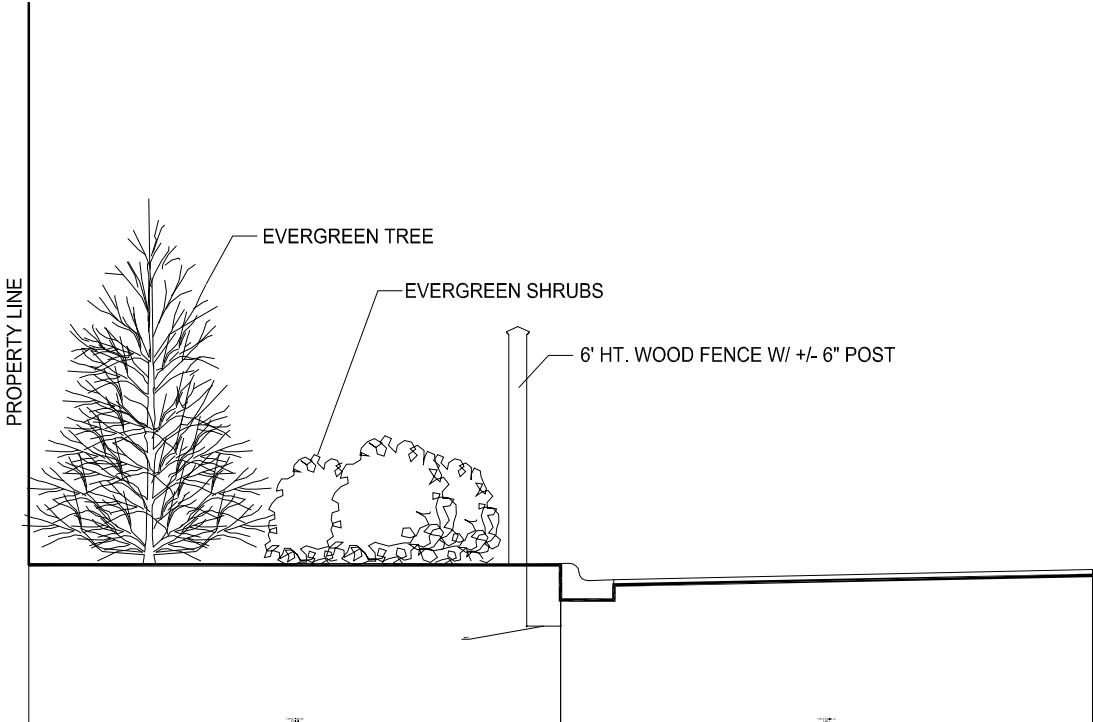 EVERGREEN TREE
EVERGREEN SHRUBS
PROPERTY LINE
6' HT. WOOD FENCE W/ +/- 6" POST